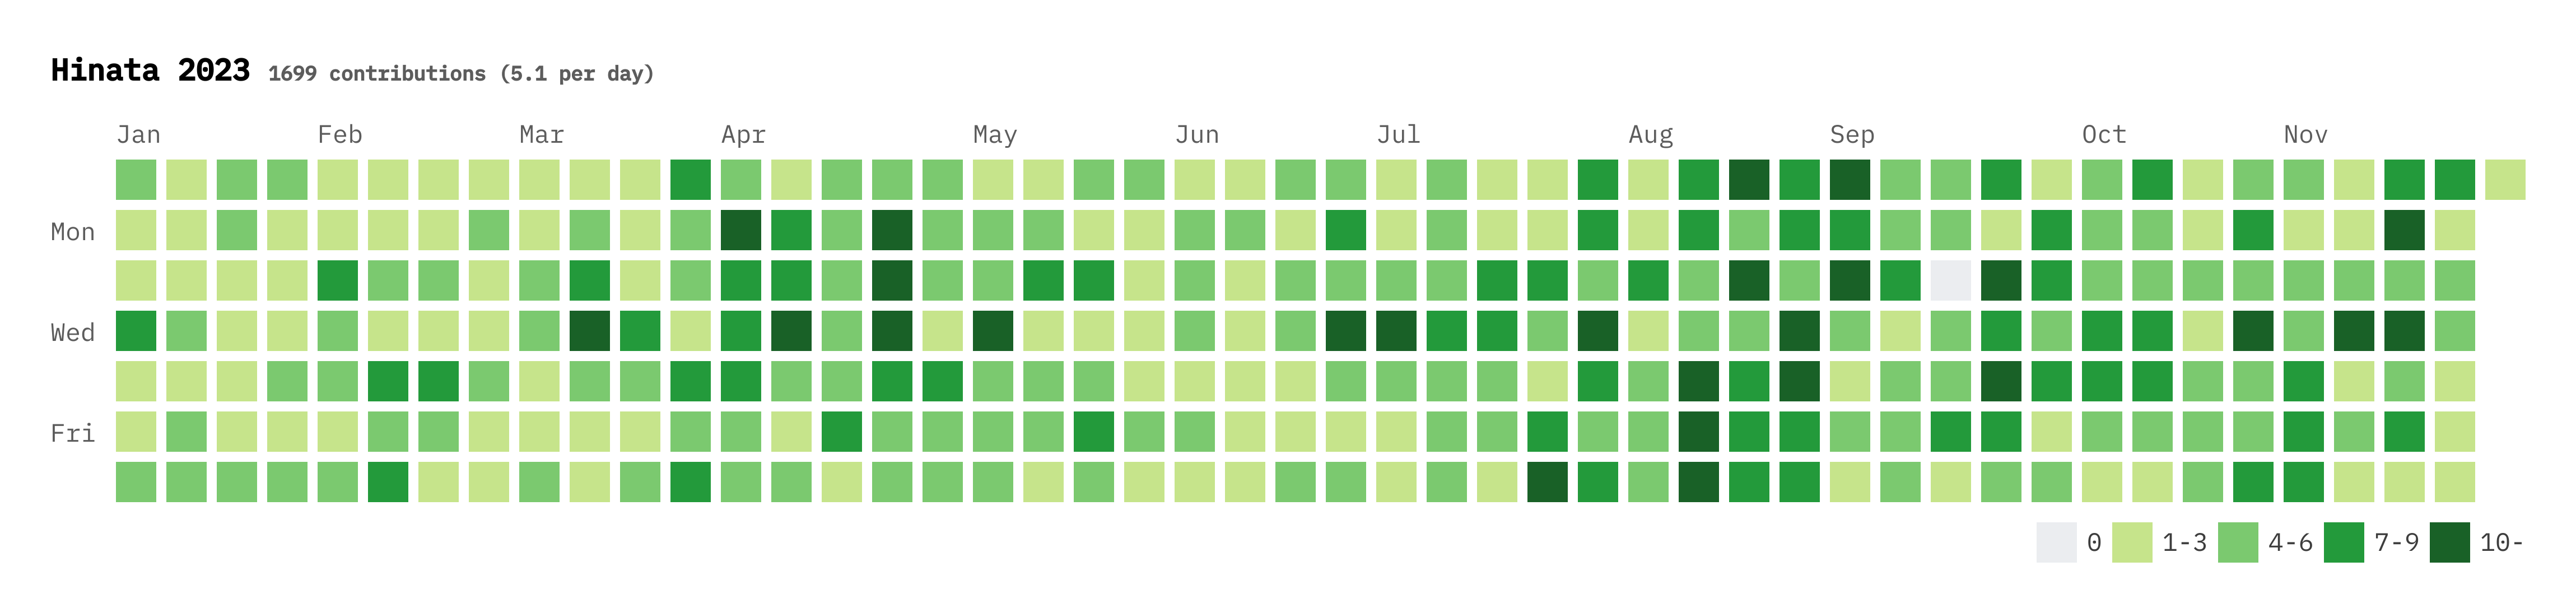 Hinata 2023 1699 contributions (5.1 per day)
Jan Feb Mar Apr May Jun Jul Aug Sep Oct Nov
Mon
Wed
Fri
0 1-3 4-6 7-9 10-